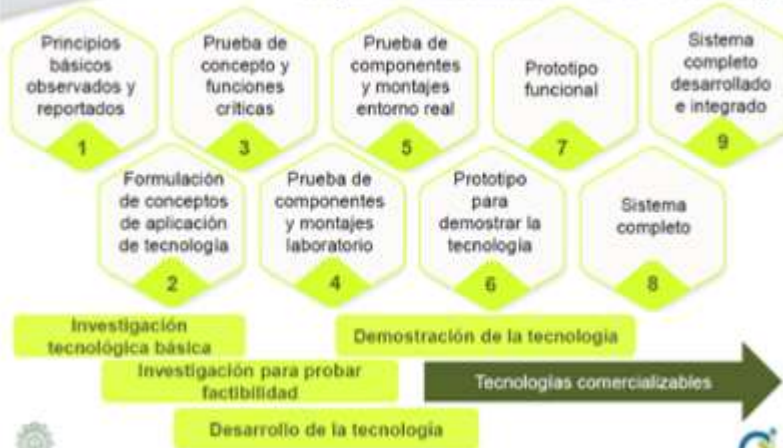 Principios
básicos
observados y
reportados
1
Formulación
de conceptos
de aplicación
de tecnología
2
Prueba de
concepto y
funciones
críticas
3
Prueba de
componentes
y montajes
laboratorio
4
Prueba de
componentes
y montajes
entorno real
5
Prototipo
para
demostrar la
tecnología
6
Prototipo
funcional
7
Sistema
completo
8
Sistema
completo
desarrollado
e integrado
9
Investigación
tecnológica básica
Demostración de la tecnología
Investigación para probar
factibilidad
Tecnologías comercializables
Desarrollo de la tecnología